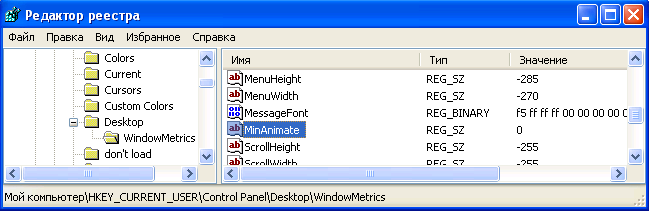 Редактор реестра
Файл Правка Вид Избранное Справка
Colors
Current
Cursors
Custom Colors
Desktop
WindowMetrics
don't load
Имя Тип Значение
MenuHeight REG_SZ -285
MenuWidth REG_SZ -270
MessageFont REG_BINARY f5 ff ff ff 00 00 00 00 0
MinAnimate REG_SZ 0
ScrollHeight REG_SZ -255
ScrollWidth REG_SZ -255
Мой компьютер\HKEY_CURRENT_USER\Control Panel\Desktop\WindowMetrics